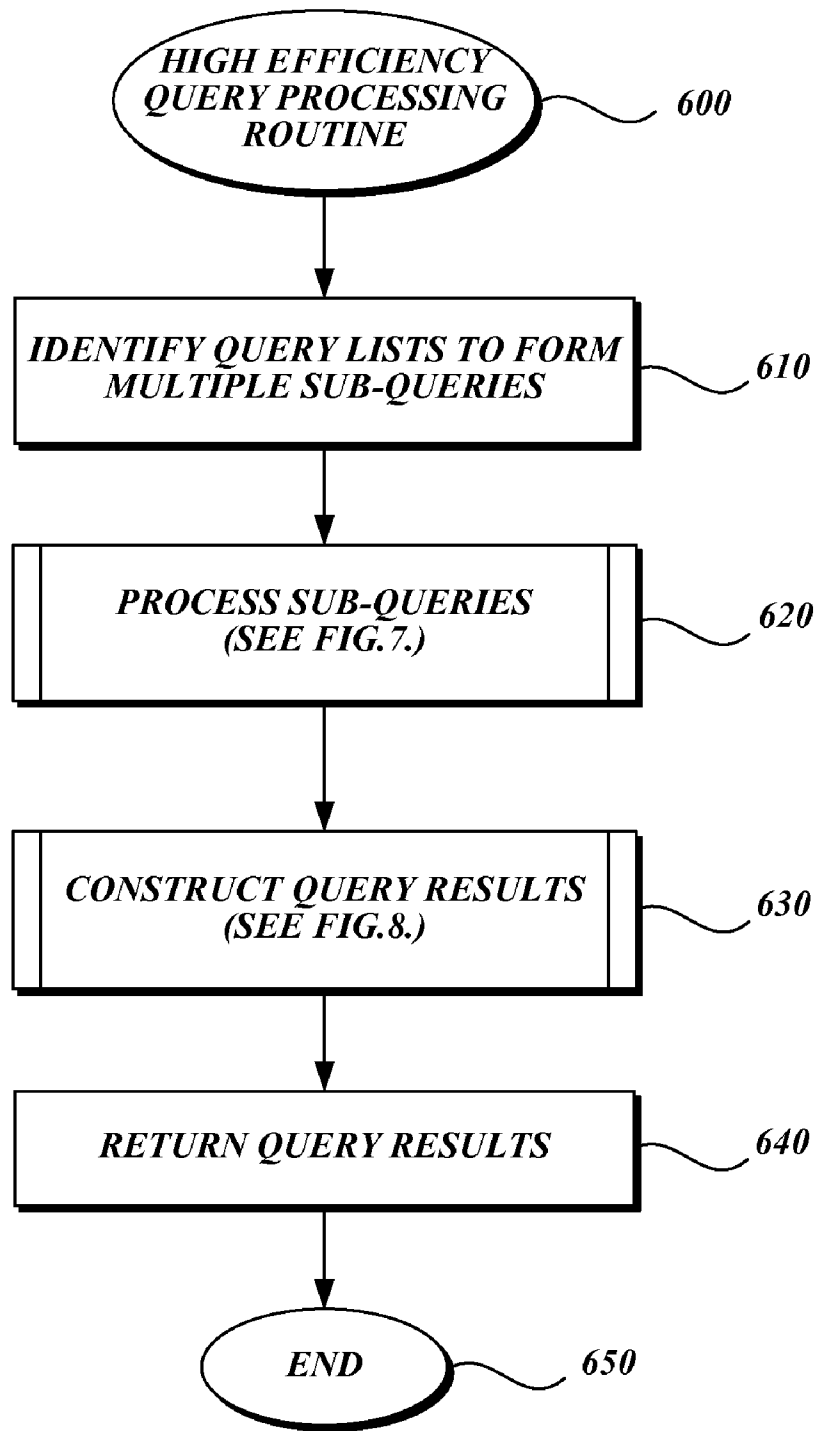 HIGH EFFICIENCY
QUERY PROCESSING
ROUTINE
600
IDENTIFY QUERY LISTS TO FORM
MULTIPLE SUB-QUERIES
610
PROCESS SUB-QUERIES
(SEE FIG.7.)
620
CONSTRUCT QUERY RESULTS
(SEE FIG.8.)
630
RETURN QUERY RESULTS
640
END
650